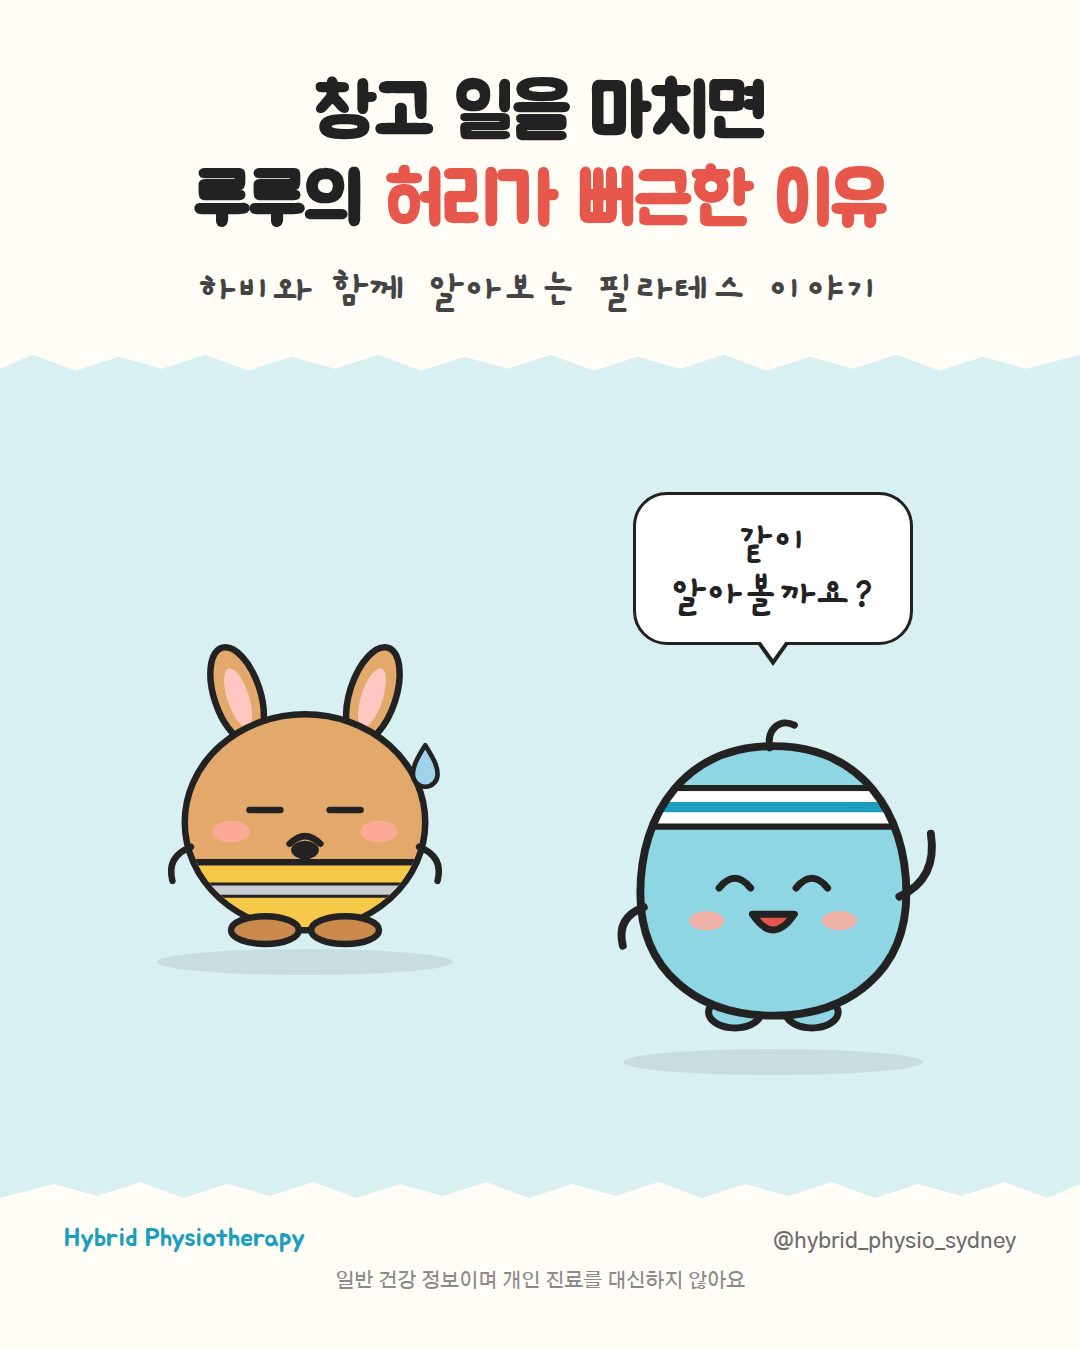 창고 일을 마치면
루루의 허리가 뻐근한 이유
하비와 함께 알아보는 필라테스 이야기
같이
알아볼까요?
Hybrid Physiotherapy
@hybrid_physio_sydney
일반 건강 정보이며 개인 진료를 대신하지 않아요